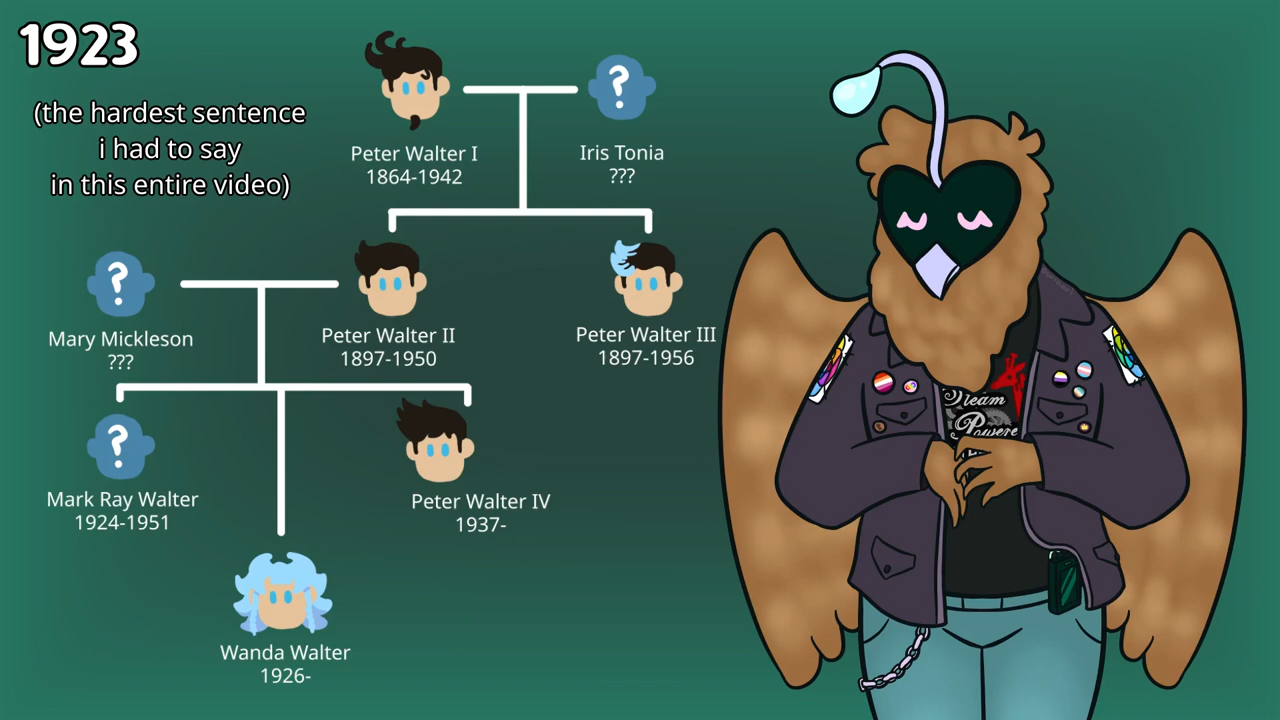 1923
(the hardest sentence
i had to say
in this entire video)
Peter Walter I
1864-1942
Iris Tonia
???
Mary Mickleson
???
Peter Walter II
1897-1950
Peter Walter III
1897-1956
Mark Ray Walter
1924-1951
Peter Walter IV
1937-
Wanda Walter
1926-
?
?
?
Steam
Powere